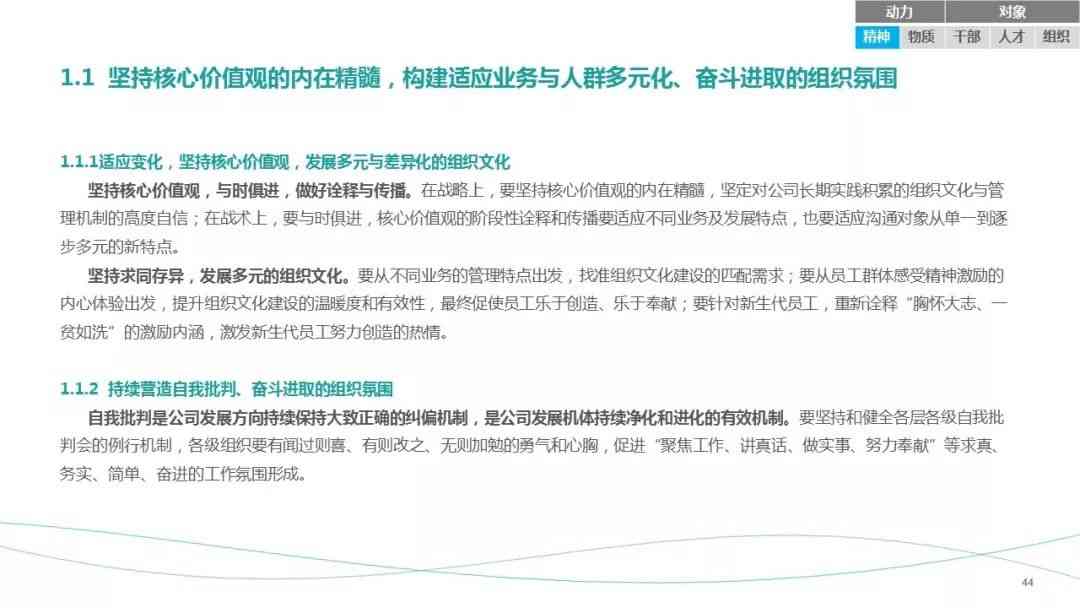 动力 对象
精神 物质 干部 人才 组织
1.1 坚持核心价值观的内在精髓，构建适应业务与人群多元化、奋斗进取的组织氛围
1.1.1适应变化，坚持核心价值观，发展多元与差异化的组织文化
坚持核心价值观，与时俱进，做好诠释与传播。在战略上，要坚持核心价值观的内在精髓，坚定对公司长期实践积累的组织文化与管
理机制的高度自信；在战术上，要与时俱进，核心价值观的阶段性诠释和传播要适应不同业务及发展特点，也要适应沟通对象从单一到逐
步多元的新特点。
坚持求同存异，发展多元的组织文化。要从不同业务的管理特点出发，找准组织文化建设的匹配需求；要从员工群体感受精神激励的
内心体验出发，提升组织文化建设的温暖度和有效性，最终促使员工乐于创造、乐于奉献；要针对新生代员工，重新诠释“胸怀大志、一
贫如洗”的激励内涵，激发新生代员工努力创造的热情。
1.1.2 持续营造自我批判、奋斗进取的组织氛围
自我批判是公司发展方向持续保持大致正确的纠偏机制，是公司发展机体持续净化和进化的有效机制。要坚持和健全各层各级自我批
判会的例行机制，各级组织要有闻过则喜、有则改之、无则加勉的勇气和心胸，促进“聚焦工作、讲真话、做实事、努力奉献”等求真、
务实、简单、奋进的工作氛围形成。
44